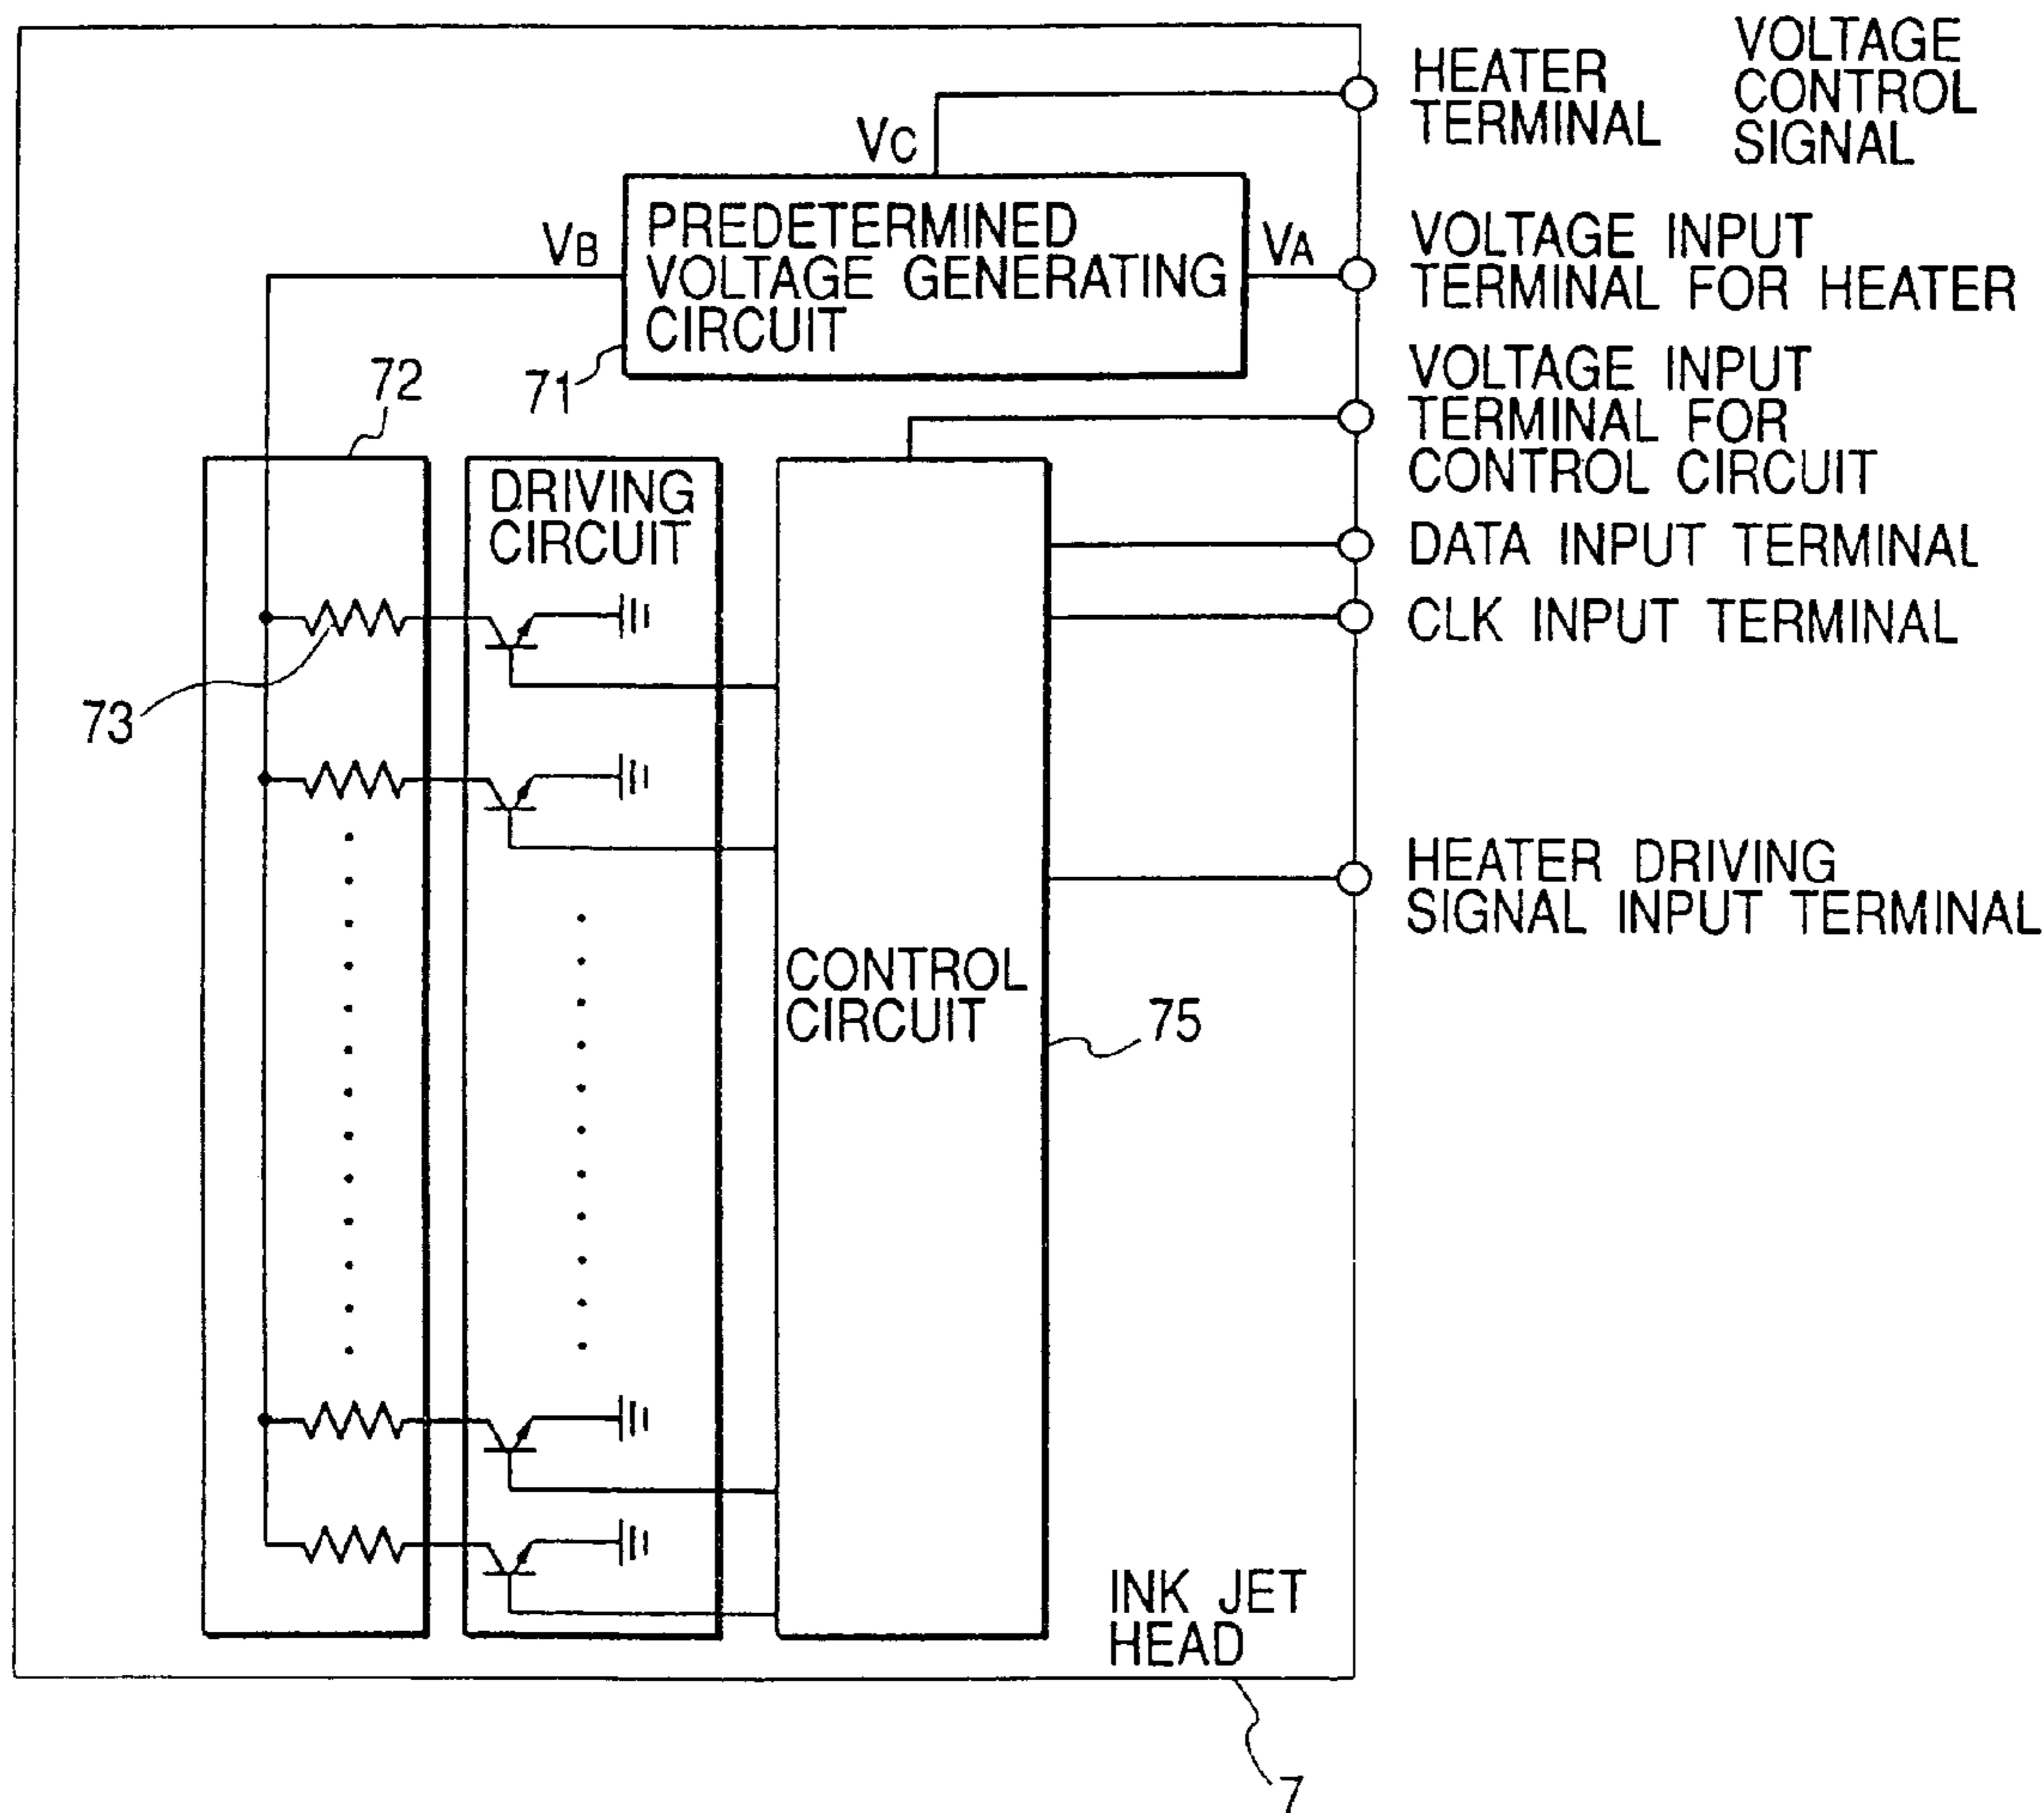 HEATER
TERMINAL
VOLTAGE
CONTROL
SIGNAL
VC
PREDETERMINED
VOLTAGE GENERATING
CIRCUIT
VB
VA
VOLTAGE INPUT
TERMINAL FOR HEATER
71
72
VOLTAGE INPUT
TERMINAL FOR
CONTROL CIRCUIT
DRIVING
CIRCUIT
DATA INPUT TERMINAL
CLK INPUT TERMINAL
73
HEATER DRIVING
SIGNAL INPUT TERMINAL
CONTROL
CIRCUIT
75
INK JET
HEAD
7